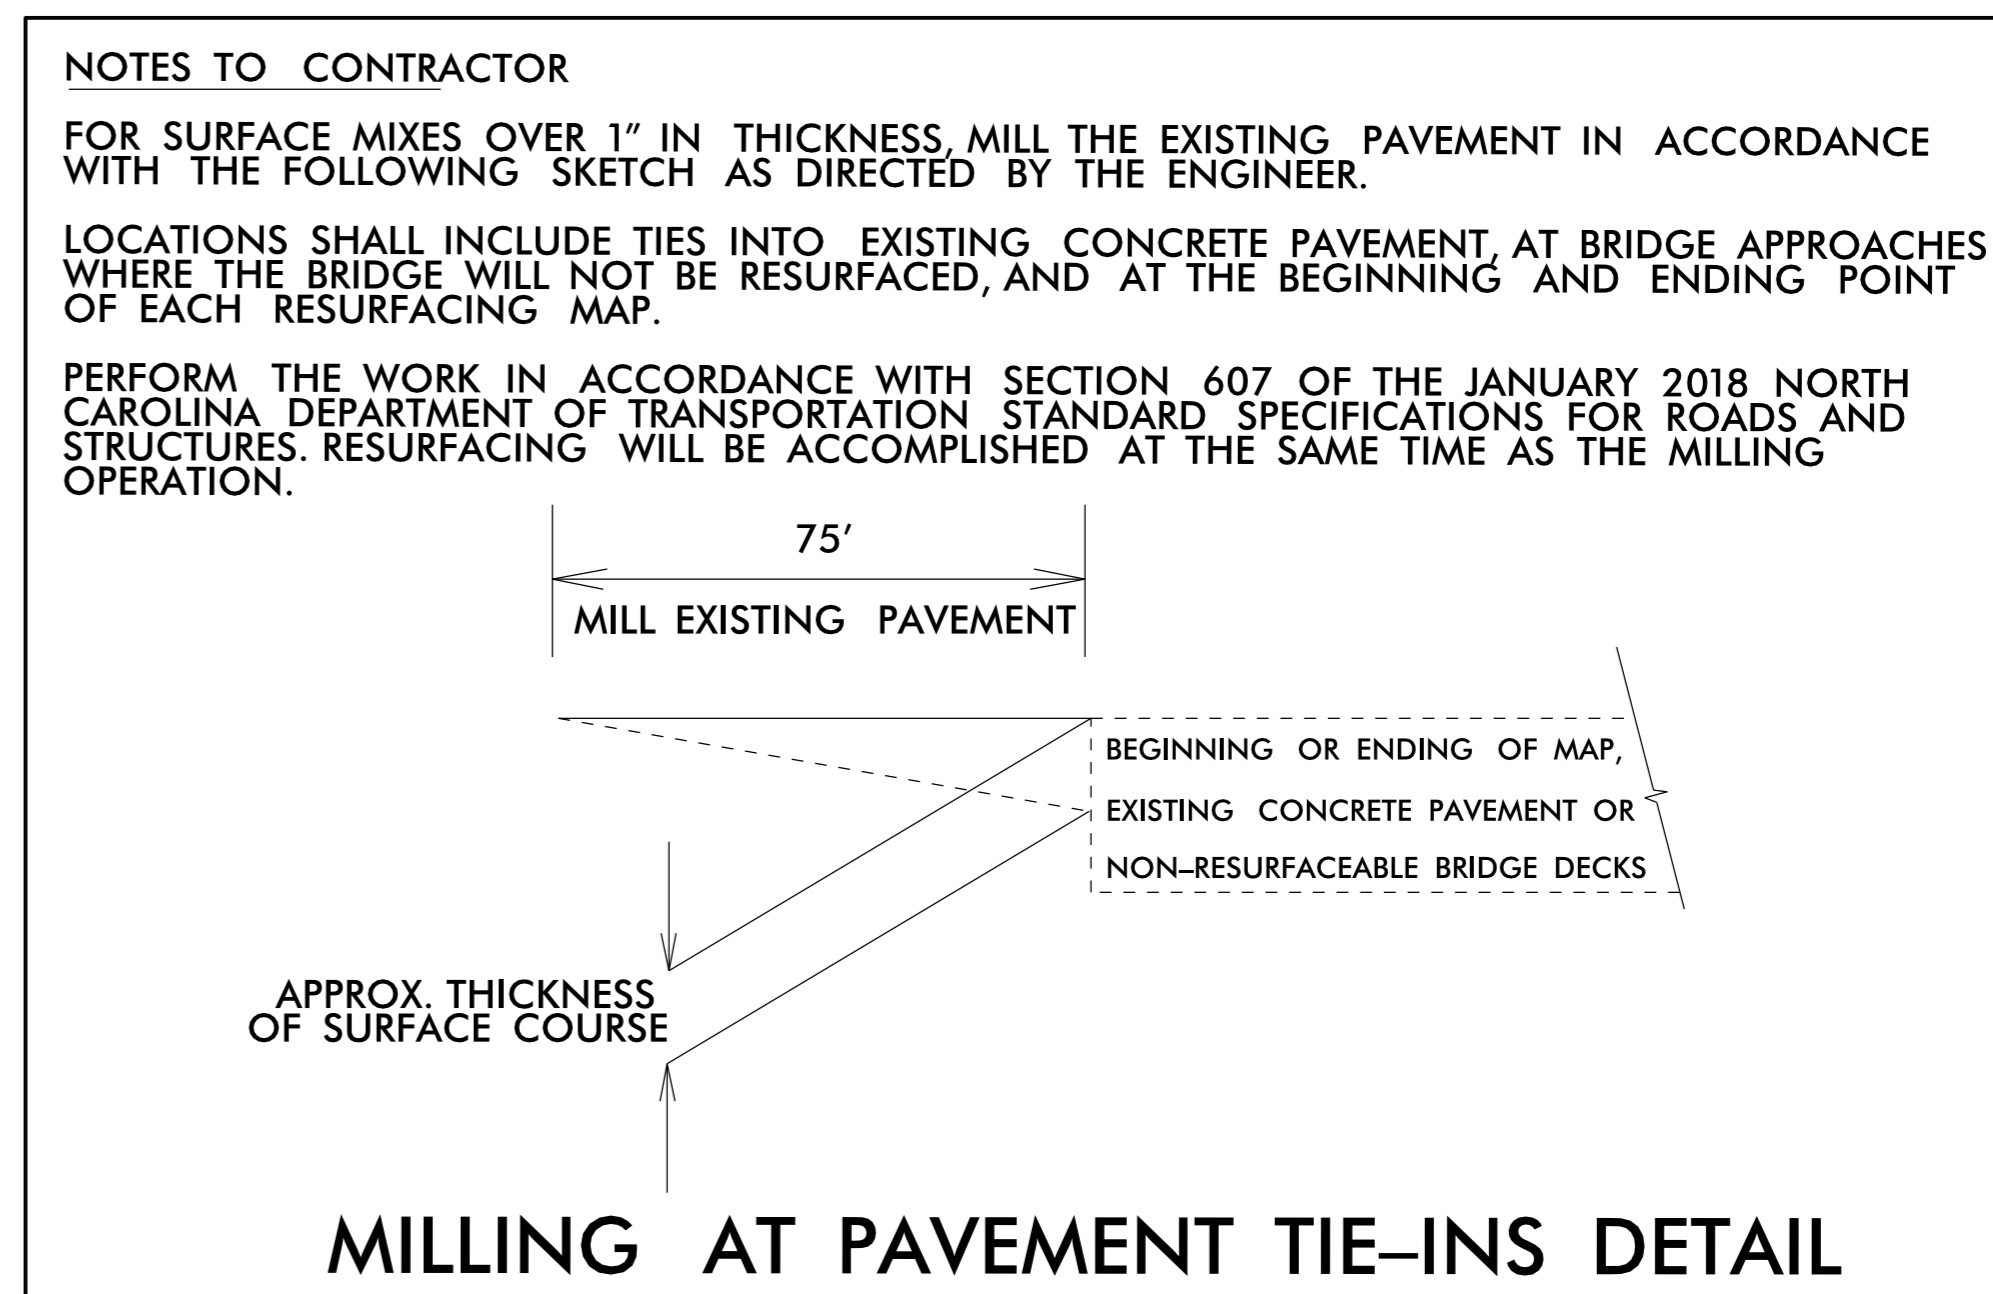 NOTES TO CONTRACTOR
FOR SURFACE MIXES OVER 1" IN THICKNESS, MILL THE EXISTING PAVEMENT IN ACCORDANCE
WITH THE FOLLOWING SKETCH AS DIRECTED BY THE ENGINEER.
LOCATIONS SHALL INCLUDE TIES INTO EXISTING CONCRETE PAVEMENT, AT BRIDGE APPROACHES
WHERE THE BRIDGE WILL NOT BE RESURFACED, AND AT THE BEGINNING AND ENDING POINT
OF EACH RESURFACING MAP.
PERFORM THE WORK IN ACCORDANCE WITH SECTION 607 OF THE JANUARY 2018 NORTH
CAROLINA DEPARTMENT OF TRANSPORTATION STANDARD SPECIFICATIONS FOR ROADS AND
STRUCTURES. RESURFACING WILL BE ACCOMPLISHED AT THE SAME TIME AS THE MILLING
OPERATION.
75'
MILL EXISTING PAVEMENT
BEGINNING OR ENDING OF MAP,
EXISTING CONCRETE PAVEMENT OR
NON–RESURFACEABLE BRIDGE DECKS
APPROX. THICKNESS
OF SURFACE COURSE
MILLING AT PAVEMENT TIE–INS DETAIL